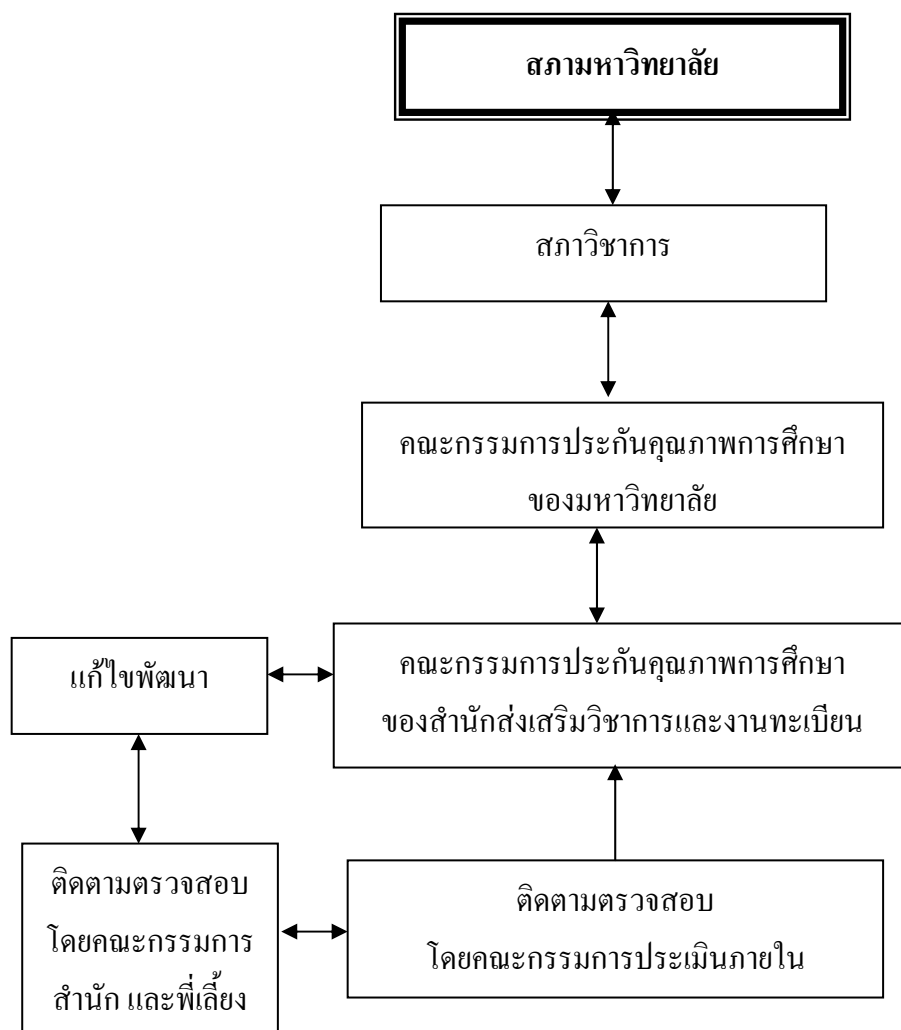 สภามหาวิทยาลัย
สภาวิชาการ
คณะกรรมการประกันคุณภาพการศึกษา
ของมหาวิทยาลัย
คณะกรรมการประกันคุณภาพการศึกษา
ของสำนักส่งเสริมวิชาการและงานทะเบียน
แก้ไขพัฒนา
ติดตามตรวจสอบ
โดยคณะกรรมการ
สำนัก และพี่เลี้ยง
ติดตามตรวจสอบ
โดยคณะกรรมการประเมินภายใน